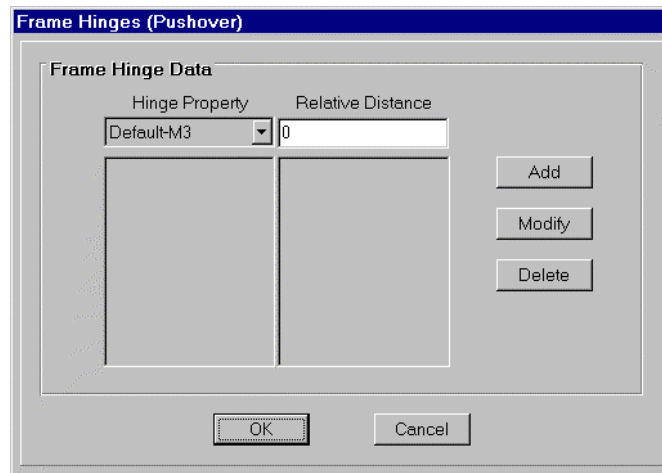 Frame Hinges (Pushover)
Frame Hinge Data
Hinge Property Relative Distance
Default-M3 0
Add
Modify
Delete
OK Cancel